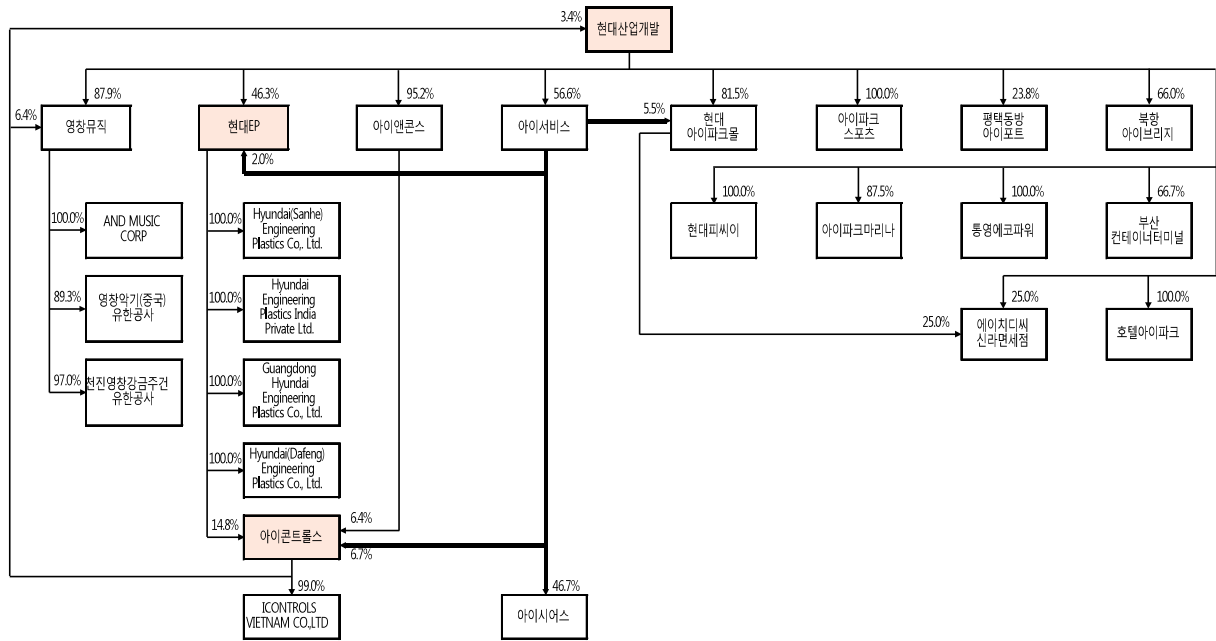 3.4%
현대산업개발
6.4%
87.9%
46.3%
95.2%
56.6%
5.5%
81.5%
100.0%
23.8%
66.0%
영창뮤직
현대EP
아이앤콘스
아이서비스
현대
아이파크몰
아이파크
스포츠
평택동방
아이포트
북항
아이브리지
2.0%
100.0%
87.5%
100.0%
66.7%
현대피씨이
아이파크마리나
통영에코파워
부산
컨테이너터미널
100.0%
AND MUSIC
CORP
100.0%
Hyundai(Sanhe)
Engineering
Plastics Co,. Ltd.
89.3%
영창악기(중국)
유한공사
100.0%
Hyundai
Engineering
Plastics India
Private Ltd.
25.0%
25.0%
100.0%
에이치디씨
신라면세점
호텔아이파크
97.0%
천진영창강금주건
유한공사
100.0%
Guangdong
Hyundai
Engineering
Plastics Co., Ltd.
100.0%
Hyundai(Dafeng)
Engineering
Plastics Co., Ltd.
14.8%
아이콘트롤스
6.4%
6.7%
99.0%
46.7%
ICONTROLS
VIETNAM CO.,LTD
아이시어스